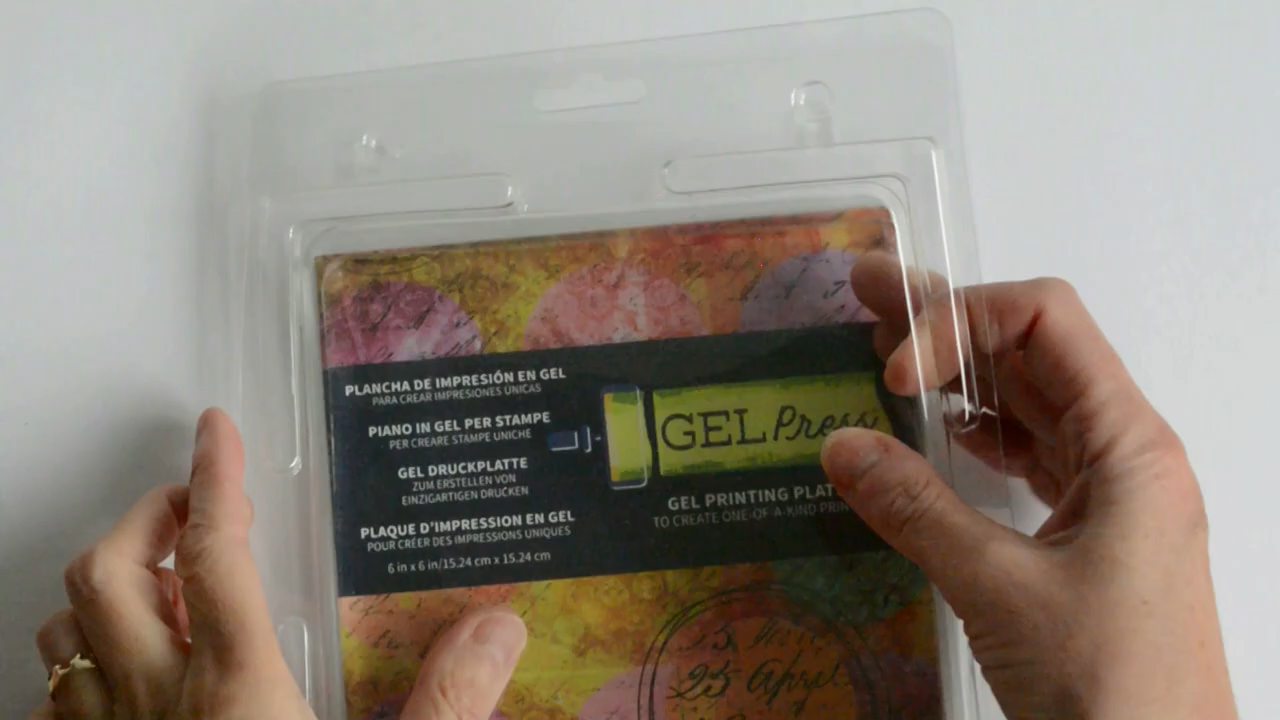 PLANCHA DE IMPRESIÓN EN GEL
PARA CREAR IMPRESIONES ÚNICAS
PIANO IN GEL PER STAMPE
PER CREARE STAMPE UNICHE
GEL DRUCKPLATTE
ZUM ERSTELLEN VON
EINZIGARTIGEN DRUCKEN
PLAQUE D'IMPRESSION EN GEL
POUR CRÉER DES IMPRESSIONS UNIQUES
6 in x 6 in/15.24 cm x 15.24 cm
GEL Press
GEL PRINTING PLAT
TO CREATE ONE-OF-A-KIND PRIN
25 April